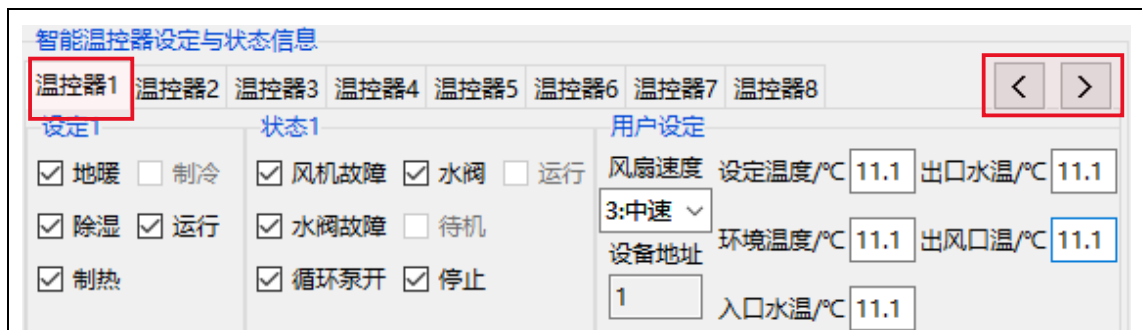 智能温控器设定与状态信息
温控器1 温控器2 温控器3 温控器4 温控器5 温控器6 温控器7 温控器8 < >
设定1 状态1 用户设定
地暖 制冷 风机故障 水阀 运行 风扇速度 设定温度/℃ 11.1 出口水温/℃ 11.1
除湿 运行 水阀故障 待机 3:中速 环境温度/℃ 11.1 出风口温/℃ 11.1
设备地址
制热 循环泵开 停止 1 入口水温/℃ 11.1